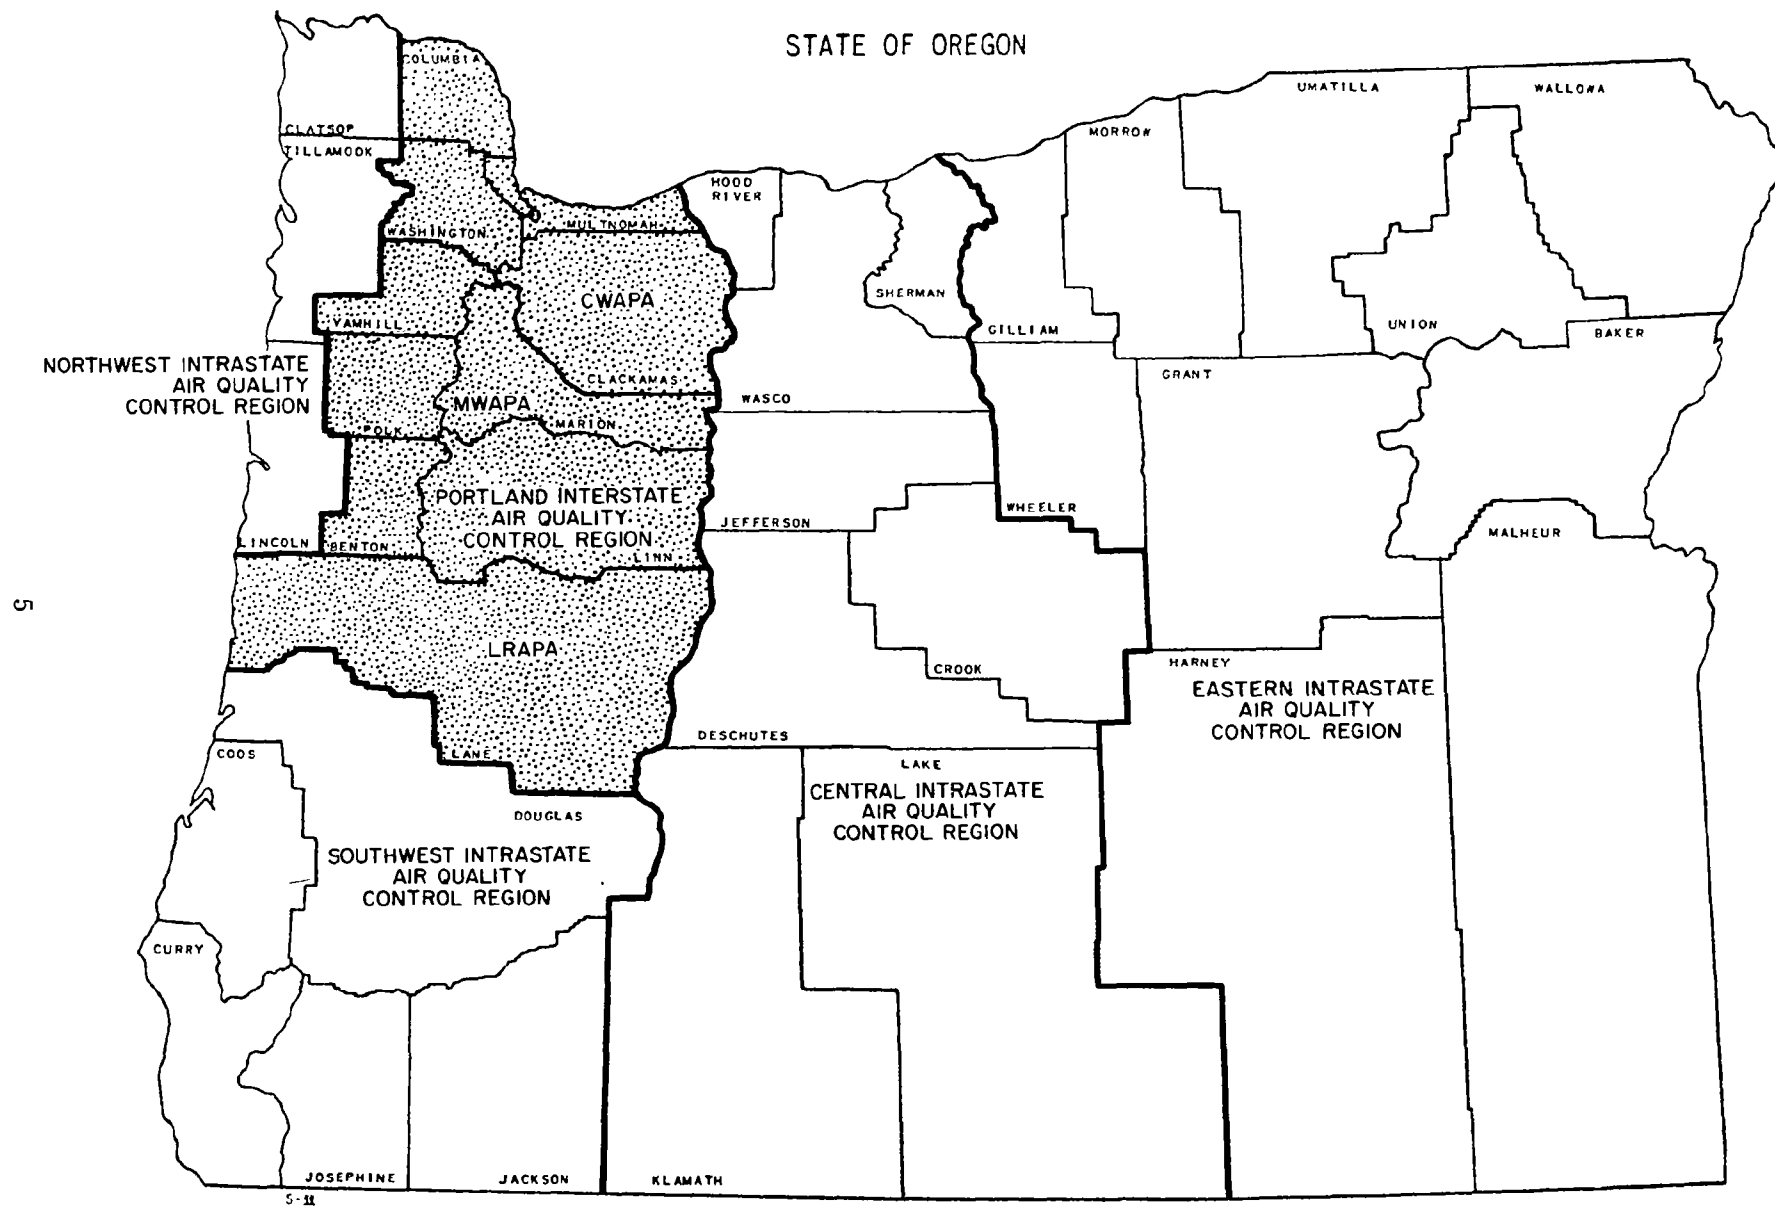 STATE OF OREGON
COLUMBIA
CLATSOP
TILLAMOOK
WASHINGTON
MULTNOMAH
HOOD
RIVER
SHERMAN
MORROW
UMATILLA
WALLOWA
GILLIAM
UNION
BAKER
YAMHILL
CWAPA
CLACKAMAS
WASCO
GRANT
NORTHWEST INTRASTATE
AIR QUALITY
CONTROL REGION
MWAPA
MARION
POLK
PORTLAND INTERSTATE
AIR QUALITY
CONTROL REGION
JEFFERSON
WHEELER
MALHEUR
LINCOLN
BENTON
LINN
5
LRAPA
CROOK
HARNEY
EASTERN INTRASTATE
AIR QUALITY
CONTROL REGION
DESCHUTES
COOS
LANE
LAKE
CENTRAL INTRASTATE
AIR QUALITY
CONTROL REGION
DOUGLAS
SOUTHWEST INTRASTATE
AIR QUALITY
CONTROL REGION
CURRY
JOSEPHINE
JACKSON
KLAMATH